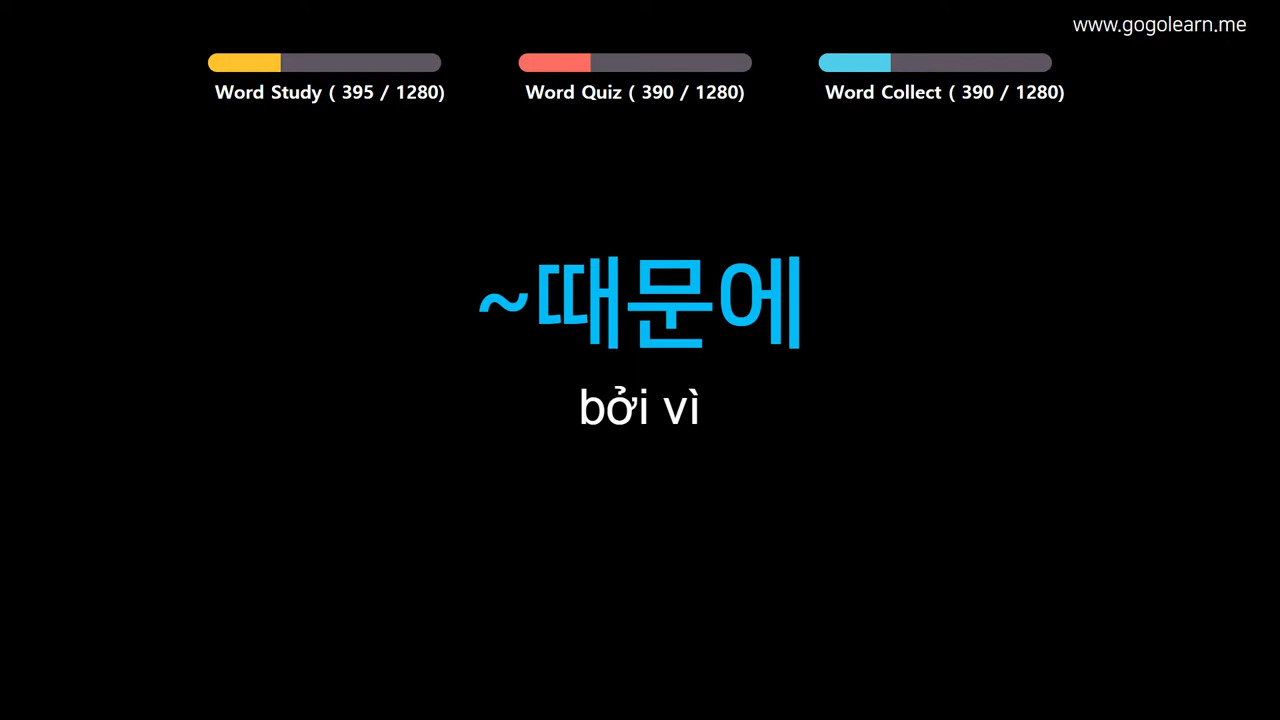 www.gogolearn.me
Word Study ( 395 / 1280)
Word Quiz ( 390 / 1280)
Word Collect ( 390 / 1280)
~때문에
bởi vì